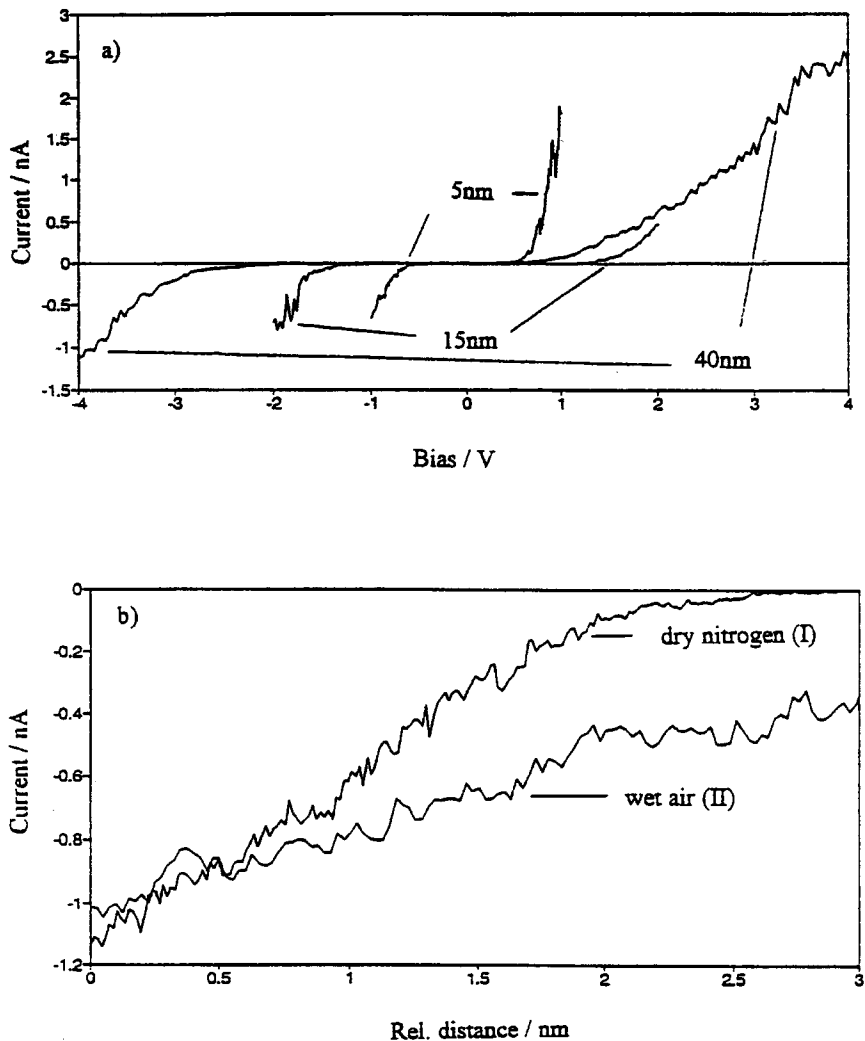 a)
3
2.5
2
1.5
1
0.5
0
-0.5
-1
-1.5
Current / nA
5nm
15nm
40nm
-4 -3 -2 -1 0 1 2 3 4
Bias / V
b)
0
-0.2
-0.4
-0.6
-0.8
-1
-1.2
Current / nA
dry nitrogen (I)
wet air (II)
0 0.5 1 1.5 2 2.5 3
Rel. distance / nm